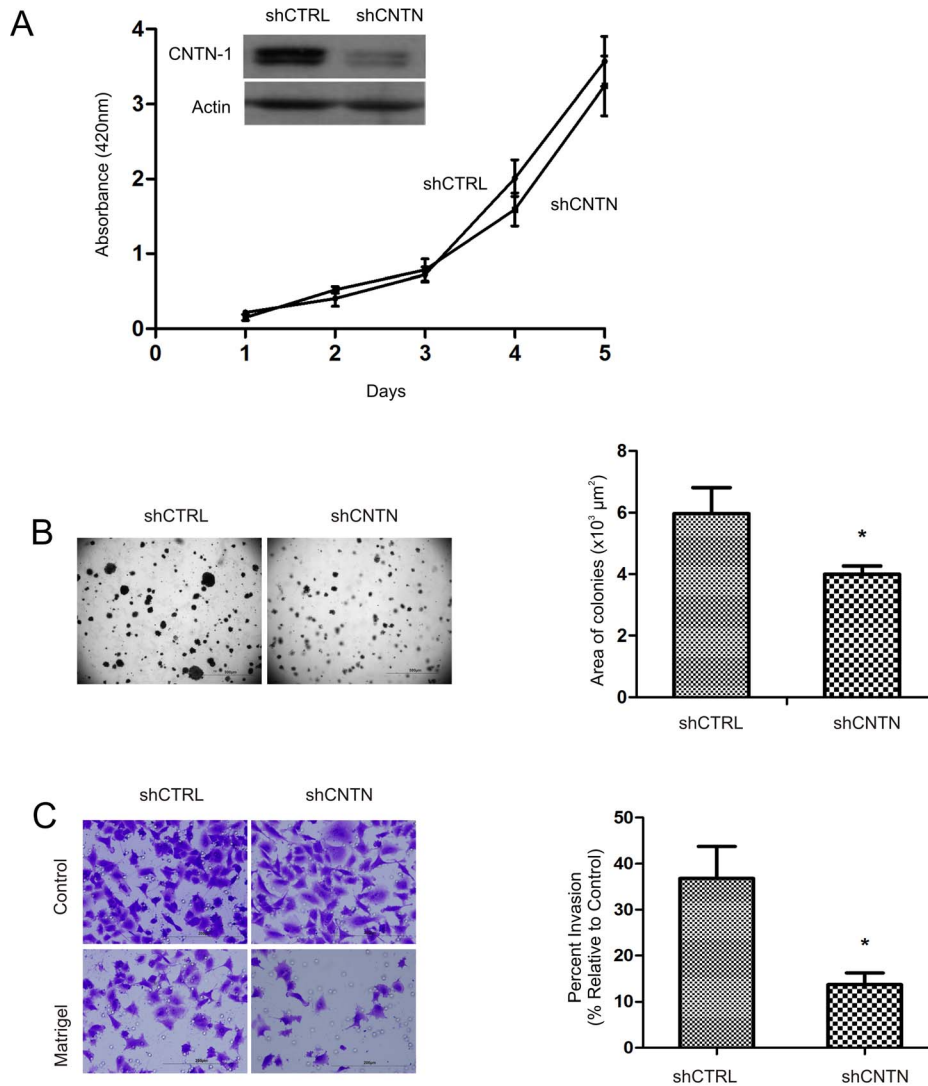 A
shCTRL shCNTN
CNTN-1
Actin
4
3
2
1
0
Absorbance (420nm)
shCTRL
shCNTN
0 1 2 3 4 5
Days
B
shCTRL shCNTN
8
6
4
2
0
Area of colonies (x10³ µm²)
*
shCTRL shCNTN
C
shCTRL shCNTN
Control
Matrigel
50
40
30
20
10
0
Percent Invasion
(% Relative to Control)
*
shCTRL shCNTN